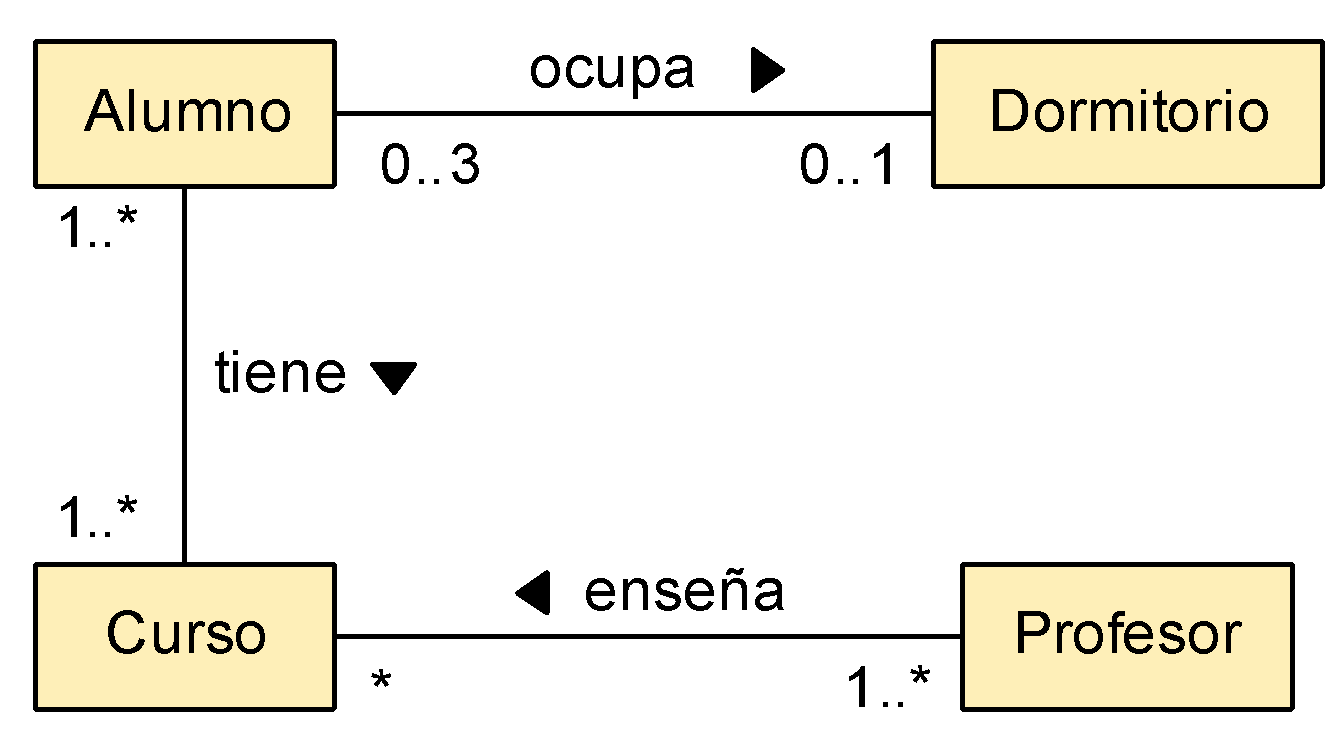 ocupa
Alumno
Dormitorio
0..3
0..1
1..*
tiene
1..*
enseña
Curso
Profesor
*
1..*